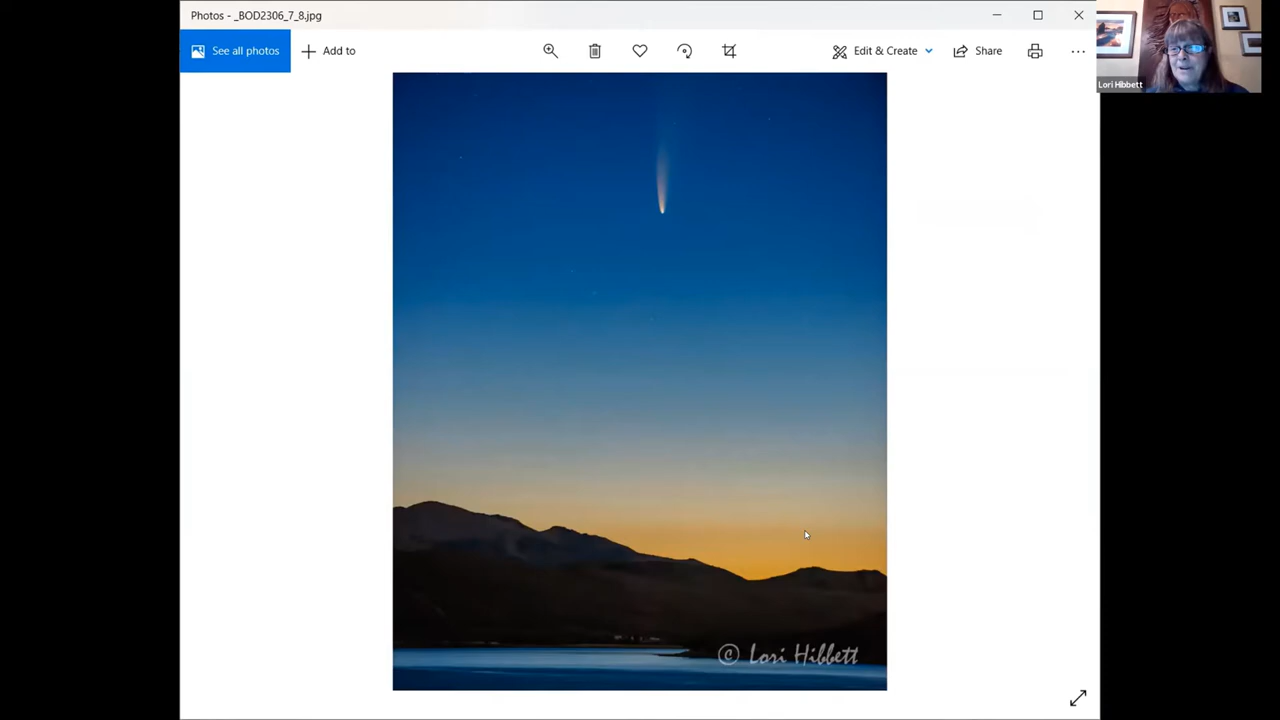 Photos - _BOD2306_7_8.jpg
See all photos
Add to
Edit & Create
Share
Lori Hibbett
© Lori Hibbett